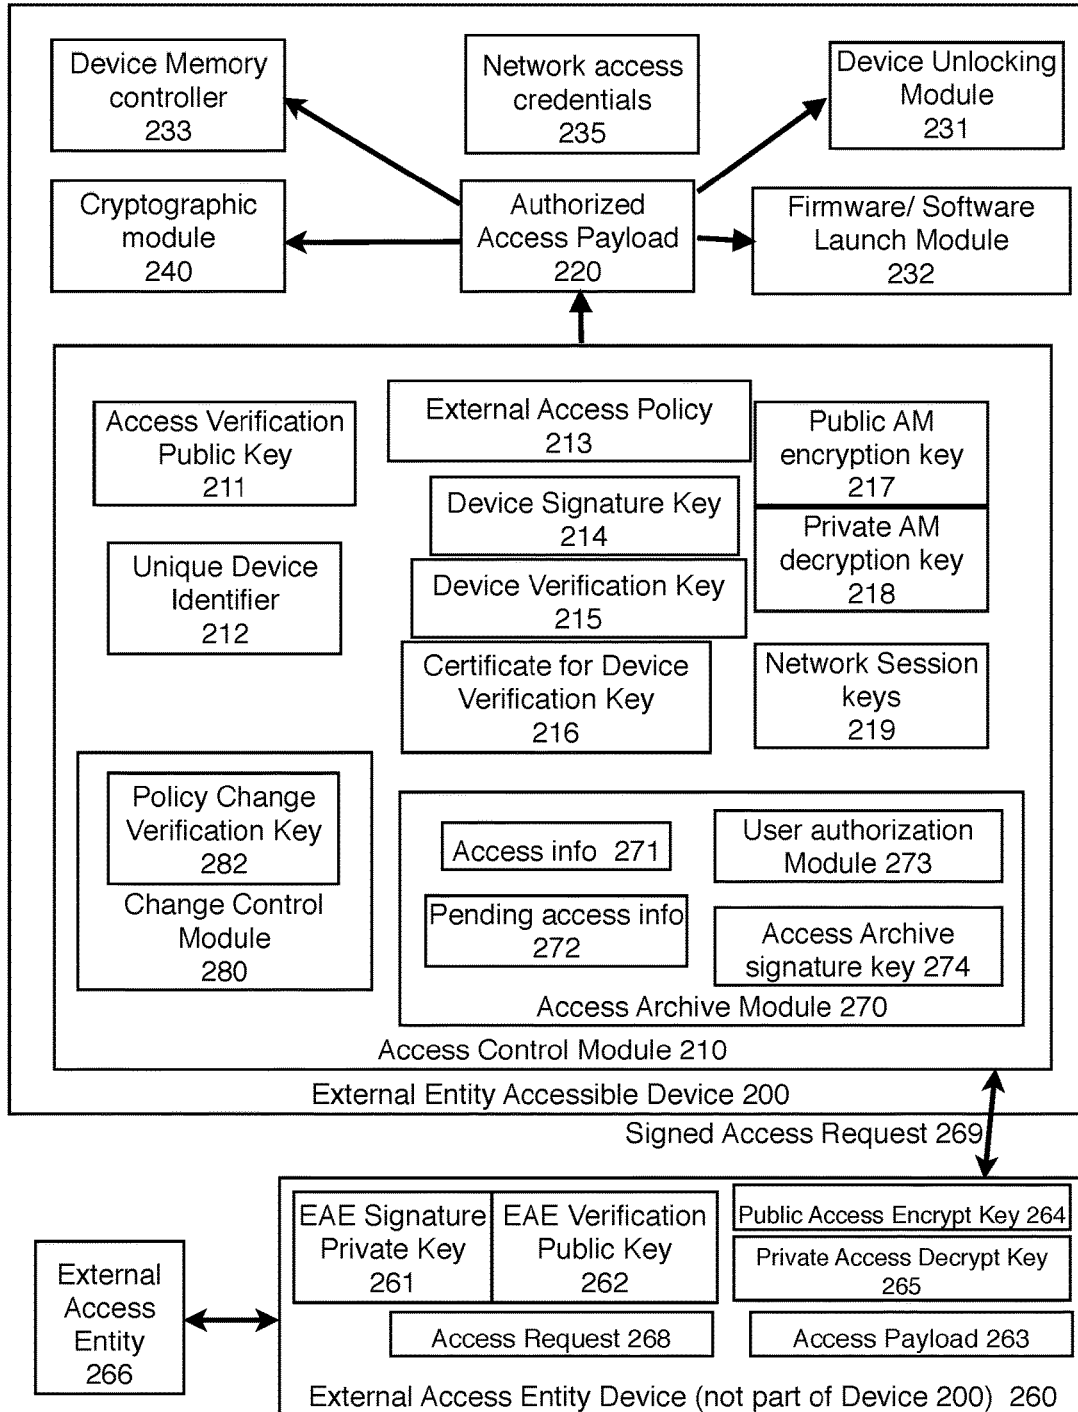 Device Memory
controller
233
Network access
credentials
235
Device Unlocking
Module
231
Cryptographic
module
240
Authorized
Access Payload
220
Firmware/ Software
Launch Module
232
Access Verification
Public Key
211
External Access Policy
213
Public AM
encryption key
217
Device Signature Key
214
Private AM
decryption key
218
Unique Device
Identifier
212
Device Verification Key
215
Certificate for Device
Verification Key
216
Network Session
keys
219
Policy Change
Verification Key
282
Change Control
Module
280
Access info 271
User authorization
Module 273
Pending access info
272
Access Archive
signature key 274
Access Archive Module 270
Access Control Module 210
External Entity Accessible Device 200
Signed Access Request 269
EAE Signature
Private Key
261
EAE Verification
Public Key
262
Public Access Encrypt Key 264
Private Access Decrypt Key
265
External
Access
Entity
266
Access Request 268
Access Payload 263
External Access Entity Device (not part of Device 200) 260